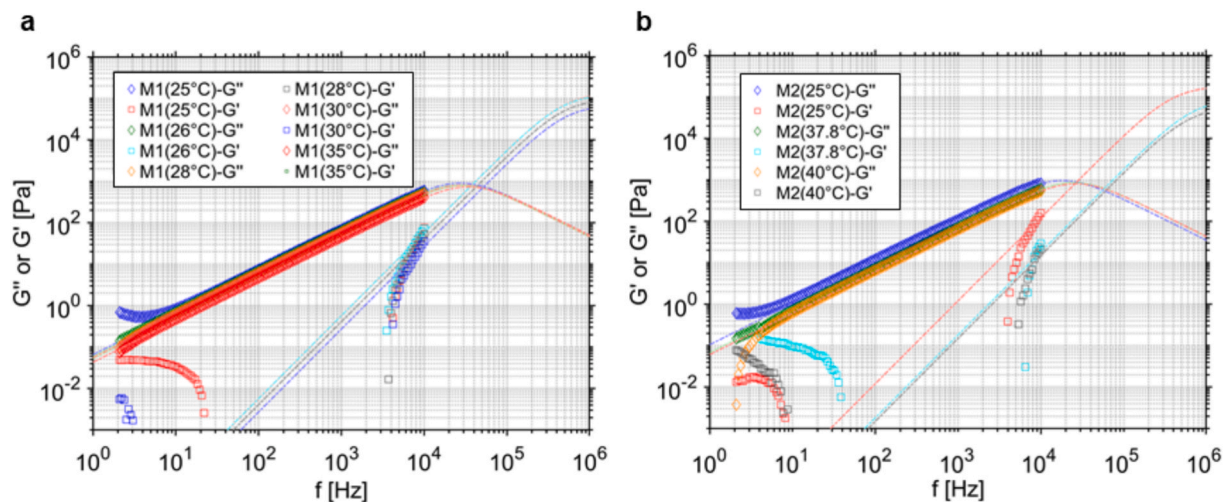 a
G" or G' [Pa]
10^6
10^4
10^2
10^0
10^-2
M1(25°C)-G"
M1(25°C)-G'
M1(26°C)-G"
M1(26°C)-G'
M1(28°C)-G"
M1(28°C)-G'
M1(30°C)-G"
M1(30°C)-G'
M1(35°C)-G"
M1(35°C)-G'
10^0 10^1 10^2 10^3 10^4 10^5 10^6
f [Hz]
b
G' or G" [Pa]
10^6
10^4
10^2
10^0
10^-2
M2(25°C)-G"
M2(25°C)-G'
M2(37.8°C)-G"
M2(37.8°C)-G'
M2(40°C)-G"
M2(40°C)-G'
10^0 10^1 10^2 10^3 10^4 10^5 10^6
f [Hz]